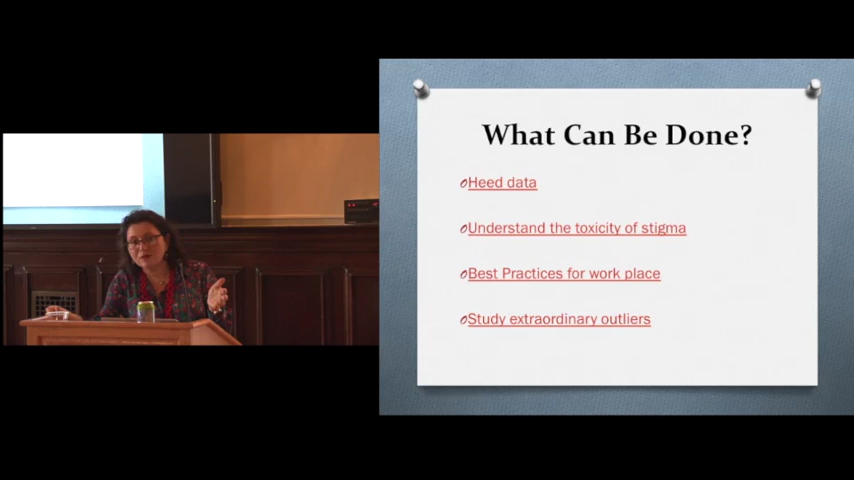 What Can Be Done?
Heed data
Understand the toxicity of stigma
Best Practices for work place
Study extraordinary outliers